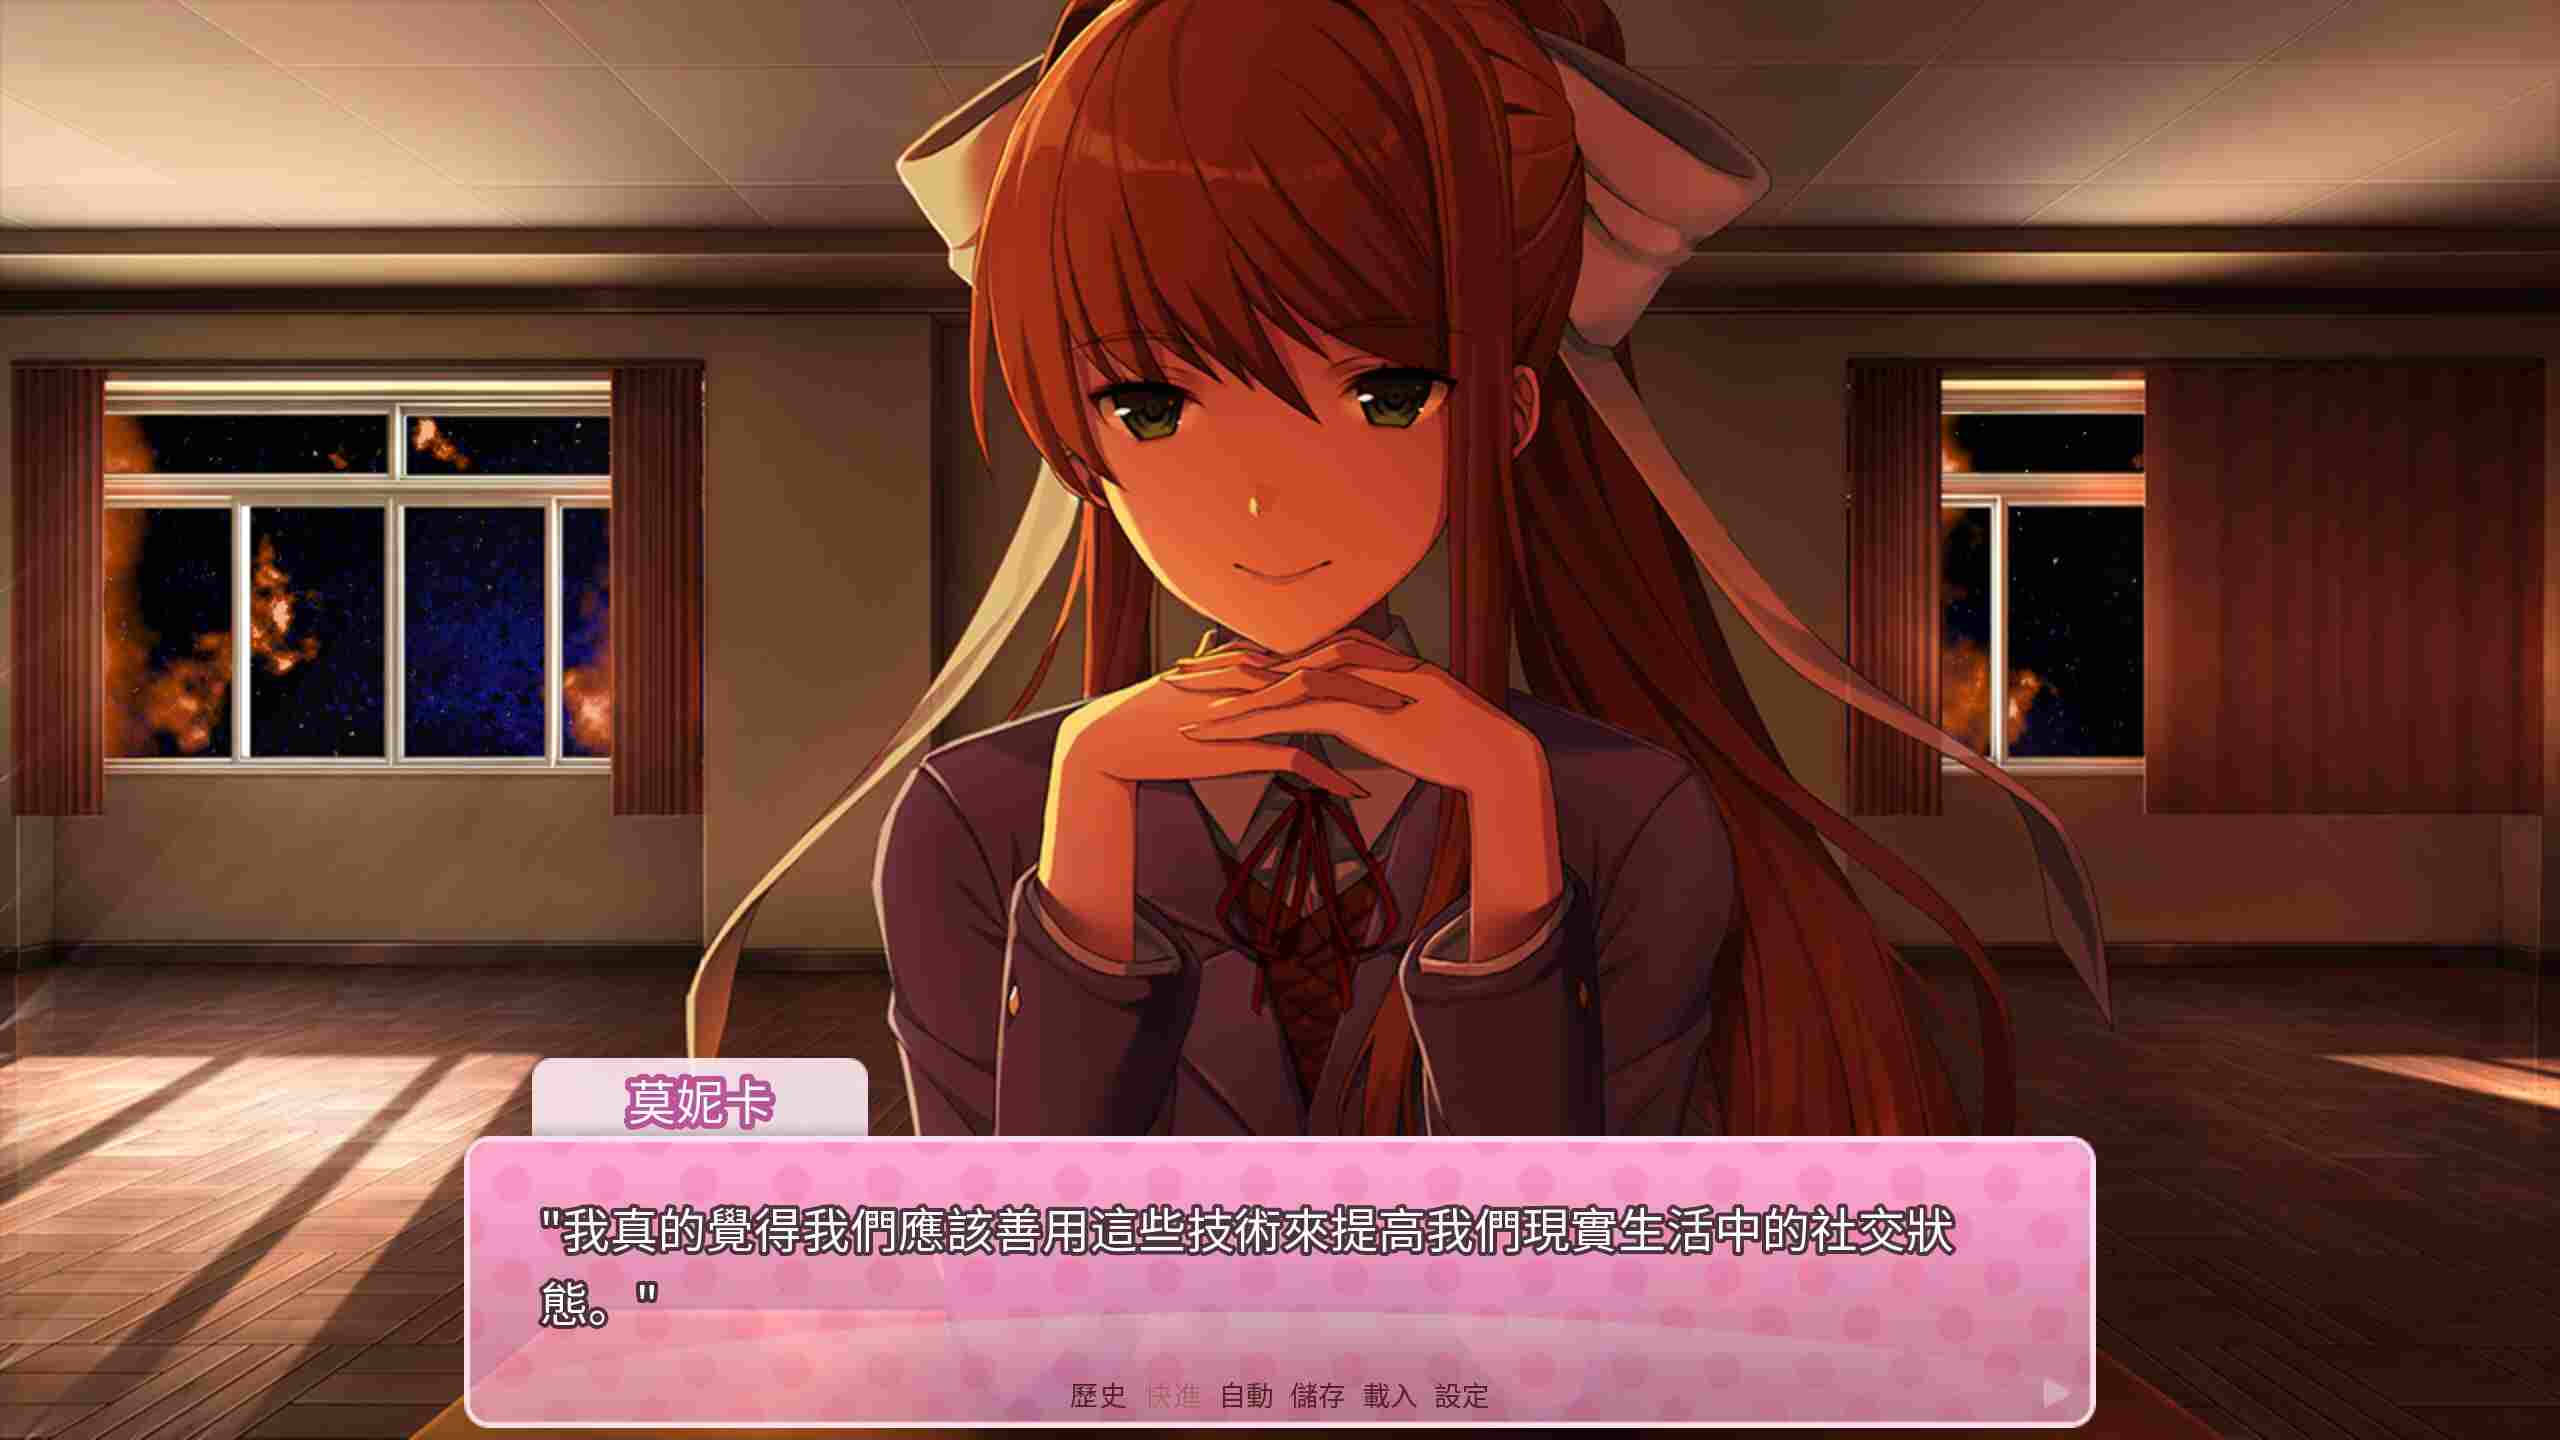 莫妮卡
"我真的覺得我們應該善用這些技術來提高我們現實生活中的社交狀
態。"
歷史 快進 自動 儲存 載入 設定